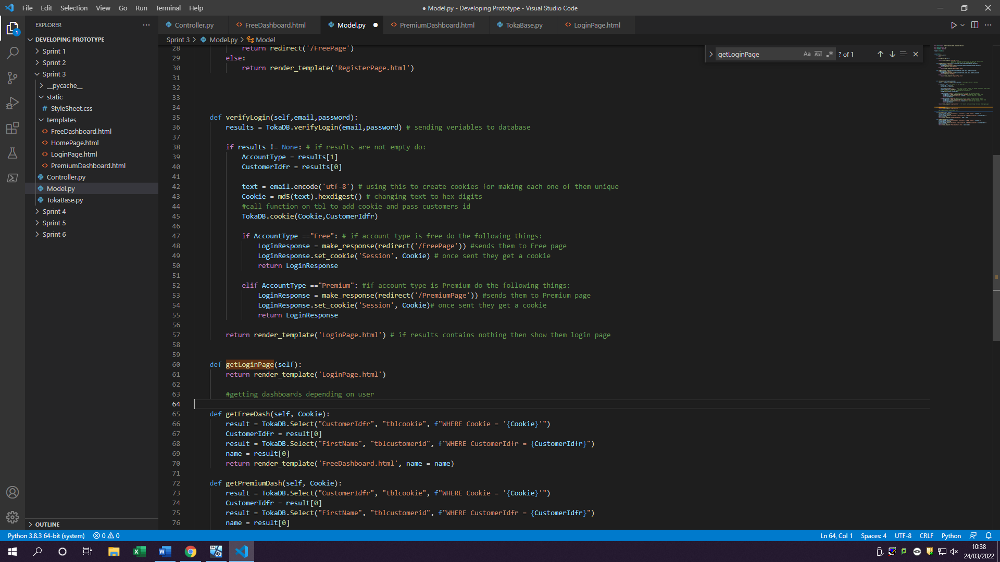 File Edit Selection View Go Run Terminal Help
● Model.py - Developing Prototype - Visual Studio Code
EXPLORER
Controller.py
FreeDashboard.html
Model.py
PremiumDashboard.html
TokaBase.py
LoginPage.html
Sprint 3 > Model.py > Model
getLoginPage
Aa Abl .*
? of 1
1
DEVELOPING PROTOTYPE
Sprint 1
Sprint 2
Sprint 3
__pycache__
static
# StyleSheet.css
templates
<> FreeDashboard.html
<> HomePage.html
<> LoginPage.html
<> PremiumDashboard.html
Controller.py
Model.py
TokaBase.py
Sprint 4
Sprint 5
Sprint 6
OUTLINE
28 return redirect('/FreePage')
29 else:
30 return render_template('RegisterPage.html')
31
32
33
34
35 def verifyLogin(self,email,password):
36 results = TokaDB.verifyLogin(email,password) # sending veriables to database
37
38 if results != None: # if results are not empty do:
39 AccountType = results[1]
40 CustomerIdfr = results[0]
41
42 text = email.encode('utf-8') # using this to create cookies for making each one of them unique
43 Cookie = md5(text).hexdigest() # changing text to hex digits
44 #call function on tbl to add cookie and pass customers id
45 TokaDB.cookie(Cookie,CustomerIdfr)
46
47 if AccountType =="Free": # if account type is free do the following things:
48 LoginResponse = make_response(redirect('/FreePage')) #sends them to Free page
49 LoginResponse.set_cookie('Session', Cookie) # once sent they get a cookie
50 return LoginResponse
51
52 elif AccountType =="Premium": #if account type is Premium do the following things:
53 LoginResponse = make_response(redirect('/PremiumPage')) #sends them to Premium page
54 LoginResponse.set_cookie('Session', Cookie)# once sent they get a cookie
55 return LoginResponse
56
57 return render_template('LoginPage.html') # if results contains nothing then show them login page
58
59
60 def getLoginPage(self):
61 return render_template('LoginPage.html')
62
63 #getting dashboards depending on user
64
65 def getFreeDash(self, Cookie):
66 result = TokaDB.Select("CustomerIdfr", "tblcookie", f"WHERE Cookie = '{Cookie}'")
67 CustomerIdfr = result[0]
68 result = TokaDB.Select("FirstName", "tblcustomerid", f"WHERE CustomerIdfr = {CustomerIdfr}")
69 name = result[0]
70 return render_template('FreeDashboard.html', name = name)
71
72 def getPremiumDash(self, Cookie):
73 result = TokaDB.Select("CustomerIdfr", "tblcookie", f"WHERE Cookie = '{Cookie}'")
74 CustomerIdfr = result[0]
75 result = TokaDB.Select("FirstName", "tblcustomerid", f"WHERE CustomerIdfr = {CustomerIdfr}")
76 name = result[0]
Python 3.8.3 64-bit (system) 0 0
Ln 64, Col 1 Spaces: 4 UTF-8 CRLF Python
10:38
24/03/2022